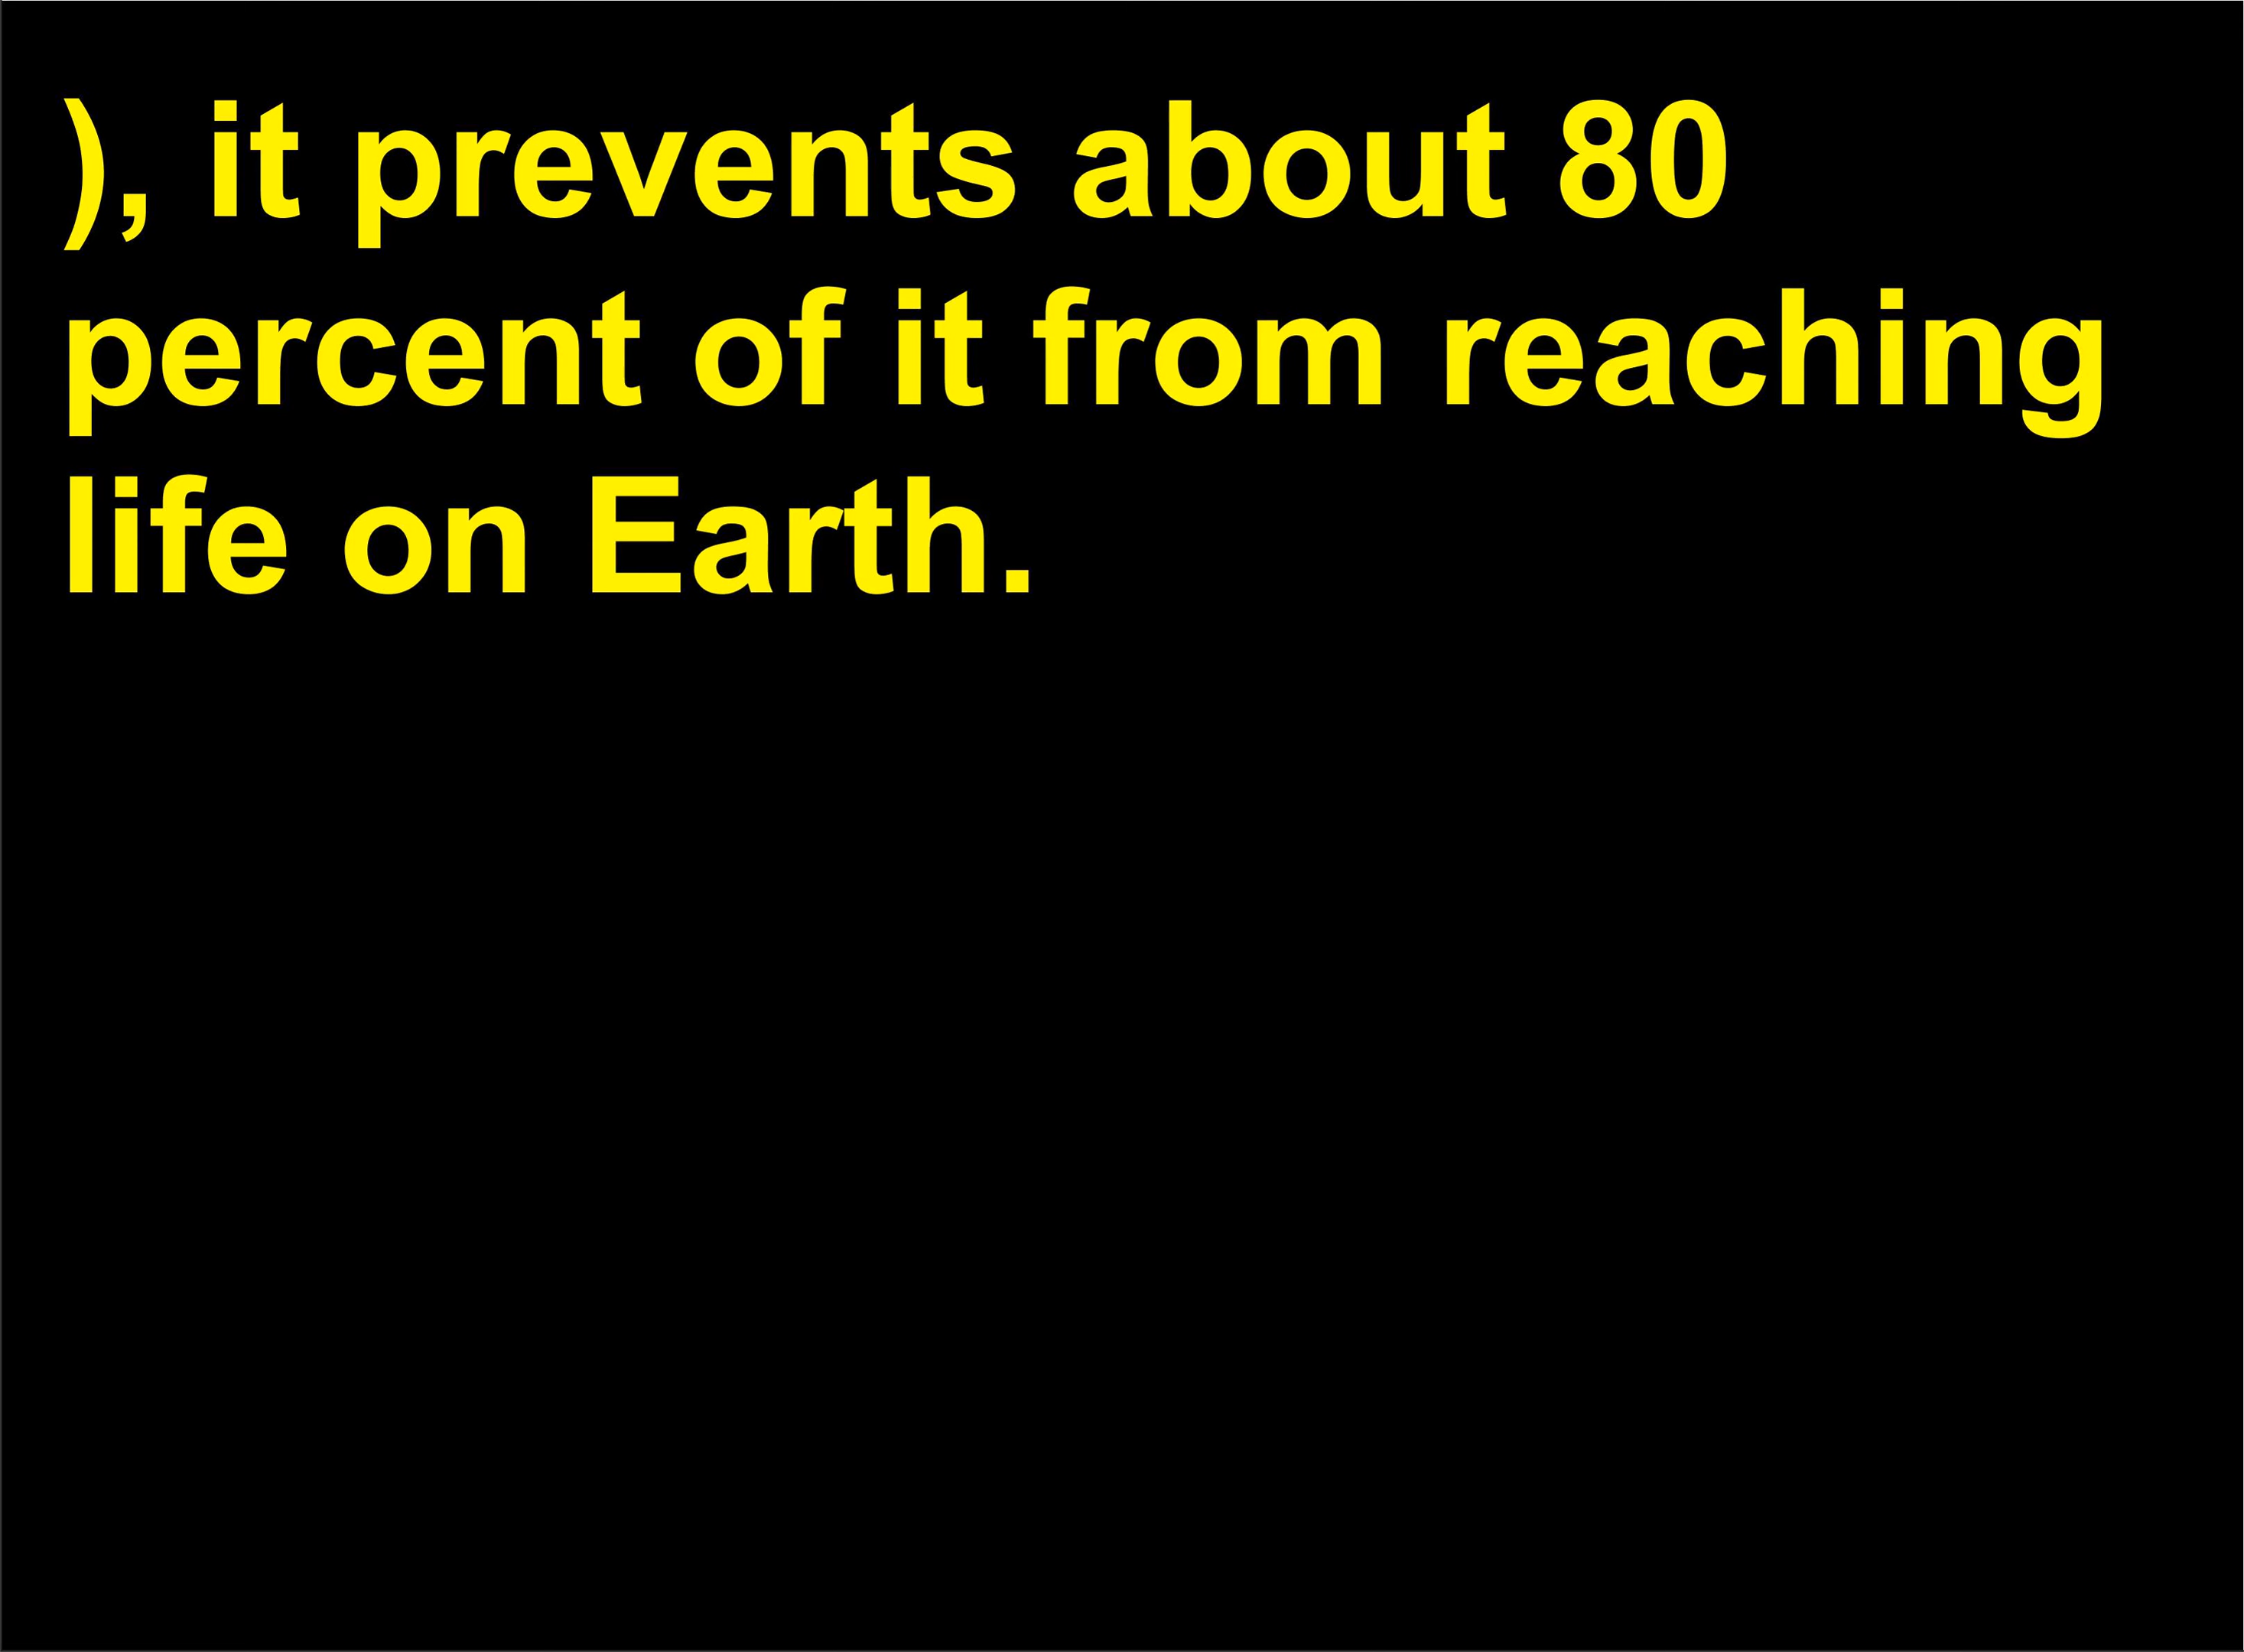 ), it prevents about 80
percent of it from reaching
life on Earth.